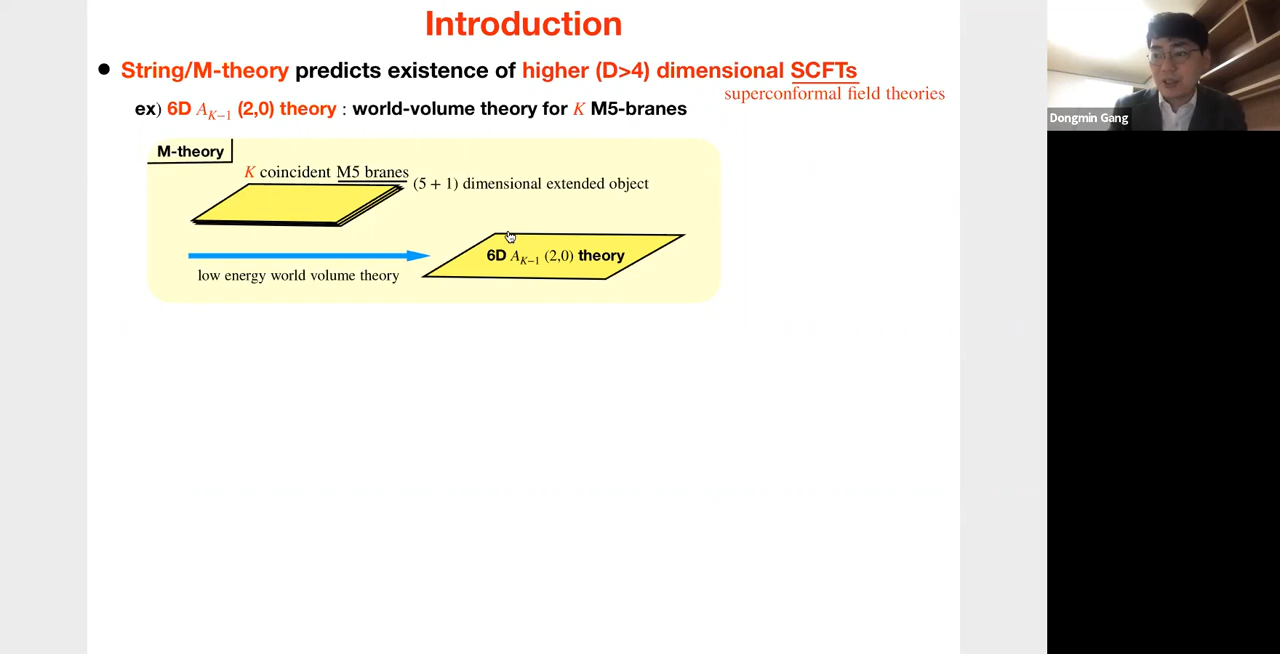 Introduction
● String/M-theory predicts existence of higher (D>4) dimensional SCFTs
superconformal field theories
ex) 6D A_{K−1} (2,0) theory : world-volume theory for K M5-branes
M-theory
K coincident M5 branes
(5 + 1) dimensional extended object
6D A_{K−1} (2,0) theory
low energy world volume theory
Dongmin Gang